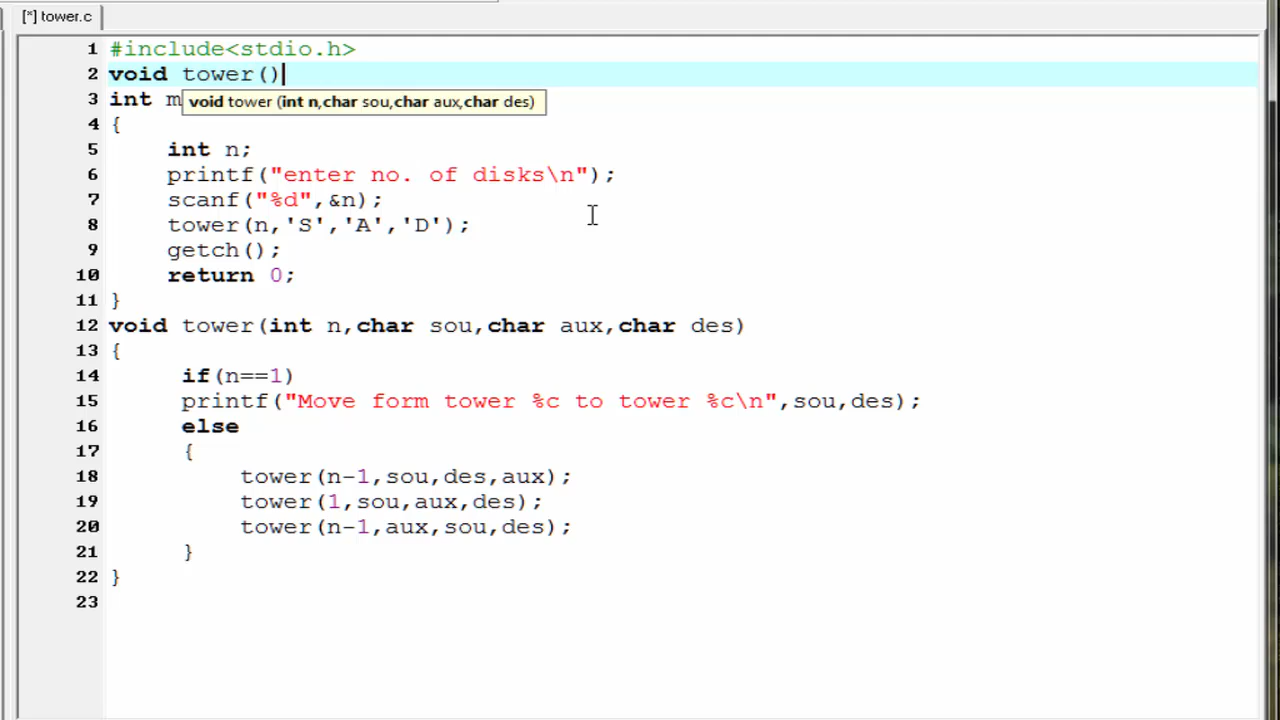 [*] tower.c
1 #include<stdio.h>
2 void tower()
3 int m
void tower (int n,char sou,char aux,char des)
4 {
5 int n;
6 printf("enter no. of disks\n");
7 scanf("%d",&n);
8 tower(n,'S','A','D');
9 getch();
10 return 0;
11 }
12 void tower(int n,char sou,char aux,char des)
13 {
14 if(n==1)
15 printf("Move form tower %c to tower %c\n",sou,des);
16 else
17 {
18 tower(n-1,sou,des,aux);
19 tower(1,sou,aux,des);
20 tower(n-1,aux,sou,des);
21 }
22 }
23